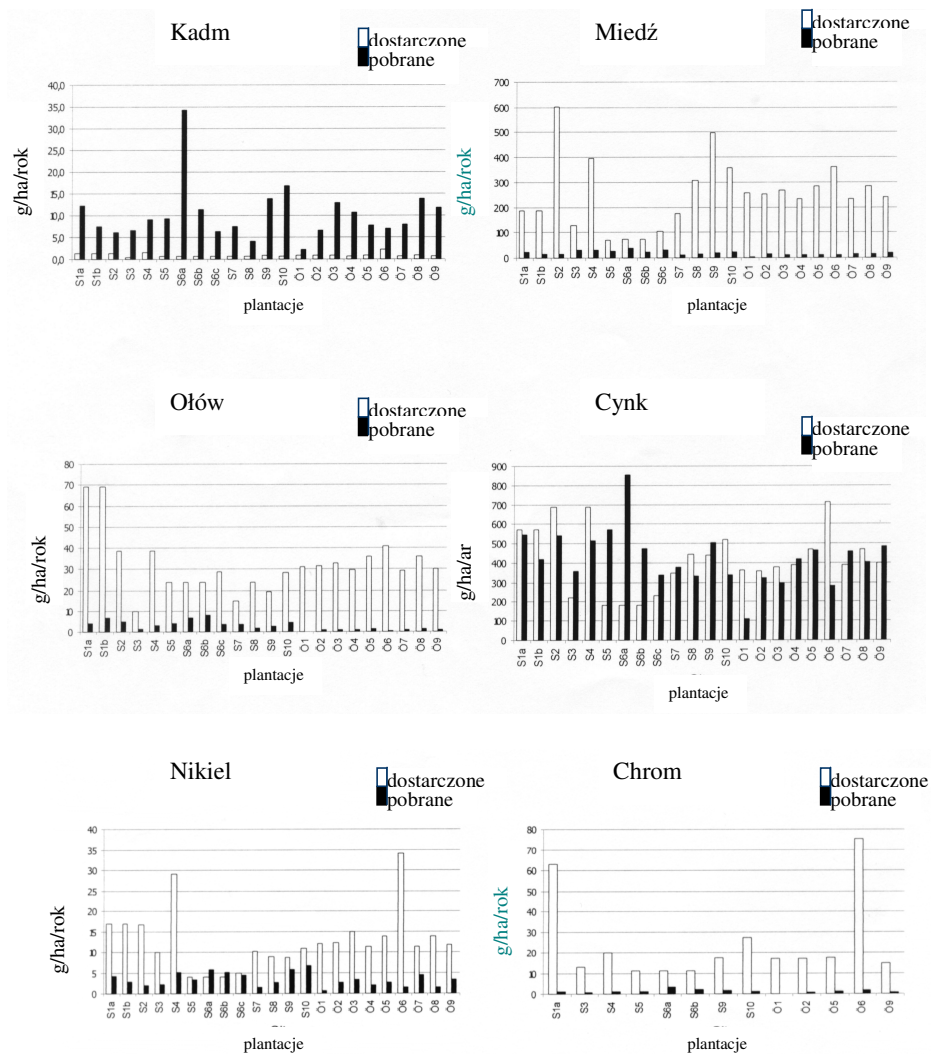 Kadm
dostarczone
pobrane
g/ha/rok
40,0
35,0
30,0
25,0
20,0
15,0
10,0
5,0
0,0
S1a S1b S2 S3 S4 S5 S6a S6b S6c S7 S8 S9 S10 O1 O2 O3 O4 O5 O6 O7 O8 O9
plantacje
Miedź
dostarczone
pobrane
g/ha/rok
700
600
500
400
300
200
100
0
S1a S1b S2 S3 S4 S5 S6a S6b S6c S7 S8 S9 S10 O1 O2 O3 O4 O5 O6 O7 O8 O9
plantacje
Ołów
dostarczone
pobrane
g/ha/rok
80
70
60
50
40
30
20
10
0
S1a S1b S2 S3 S4 S5 S6a S6b S6c S7 S8 S9 S10 O1 O2 O3 O4 O5 O6 O7 O8 O9
plantacje
Cynk
dostarczone
pobrane
g/ha/ar
900
800
700
600
500
400
300
200
100
0
S1a S1b S2 S3 S4 S5 S6a S6b S6c S7 S8 S9 S10 O1 O2 O3 O4 O5 O6 O7 O8 O9
plantacje
Nikiel
dostarczone
pobrane
g/ha/rok
40
35
30
25
20
15
10
5
0
S1a S1b S2 S3 S4 S5 S6a S6b S6c S7 S8 S9 S10 O1 O2 O3 O4 O5 O6 O7 O8 O9
plantacje
Chrom
dostarczone
pobrane
g/ha/rok
80
70
60
50
40
30
20
10
0
S1a S3 S4 S5 S6a S6b S9 S10 O1 O2 O5 O6 O9
plantacje